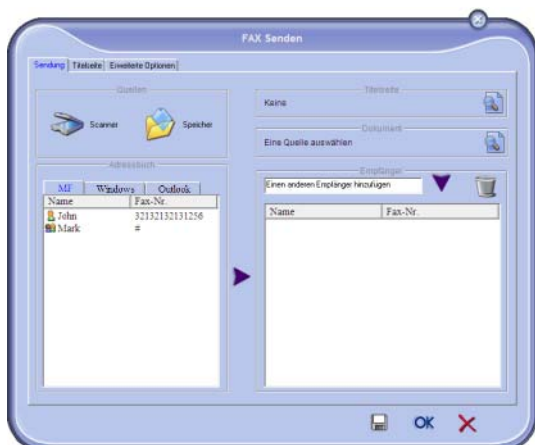 FAX Senden
Sendung Titelseite Erweiterte Optionen
Quellen
Scanner Speicher
Adressbuch
MF Windows Outlook
Name Fax-Nr.
John 32132132131256
Mark #
Titelseite
Keine
Dokument
Eine Quelle auswählen
Empfänger
Einen anderen Empfänger hinzufügen
Name Fax-Nr.
OK